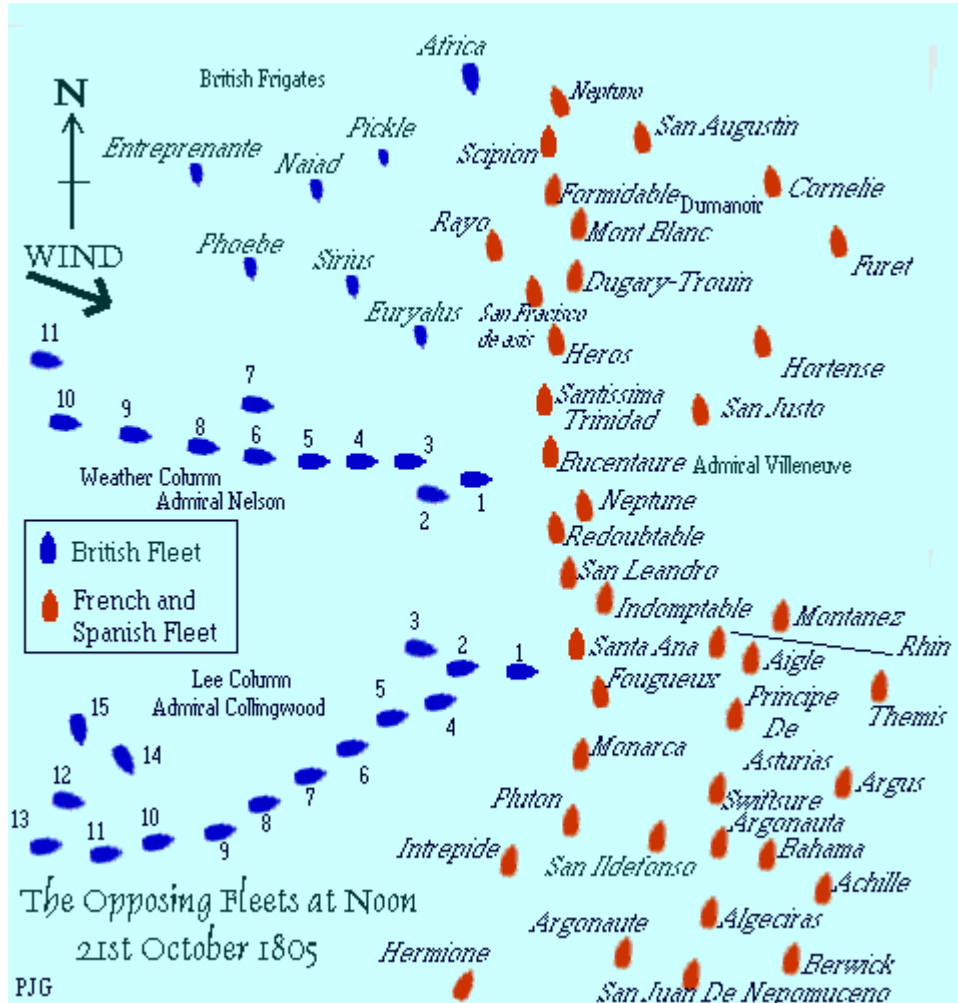 Africa
British Frigates
N
Neptuno
Pickle
San Augustin
Entreprenante
Naiad
Scipion
Formidable
Dumanoir
Cornelie
Rayo
Mont Blanc
WIND
Phoebe
Sirius
Furet
Dugary-Trouin
Euryalus
San Fracisco
de asis
11
Heros
Hortense
7
10
9
8
6
5
4
3
Santissima
Trinidad
San Justo
Bucentaure
Admiral Villeneuve
Weather Column
Admiral Nelson
1
2
Neptune
Redoubtable
British Fleet
San Leandro
French and
Spanish Fleet
Indomptable
Montanez
3
2
1
Santa Ana
Rhin
Aigle
Lee Column
Admiral Collingwood
Fougueux
Principe
De
Asturias
Themis
5
4
15
14
6
Monarca
12
7
Argus
Swiftsure
Pluton
13
11
10
9
8
Argonauta
Intrepide
San Ildefonso
Bahama
Achille
The Opposing Fleets at Noon
21st October 1805
Algeciras
Argonaute
Hermione
Berwick
San Juan De Nepomuceno
PJG